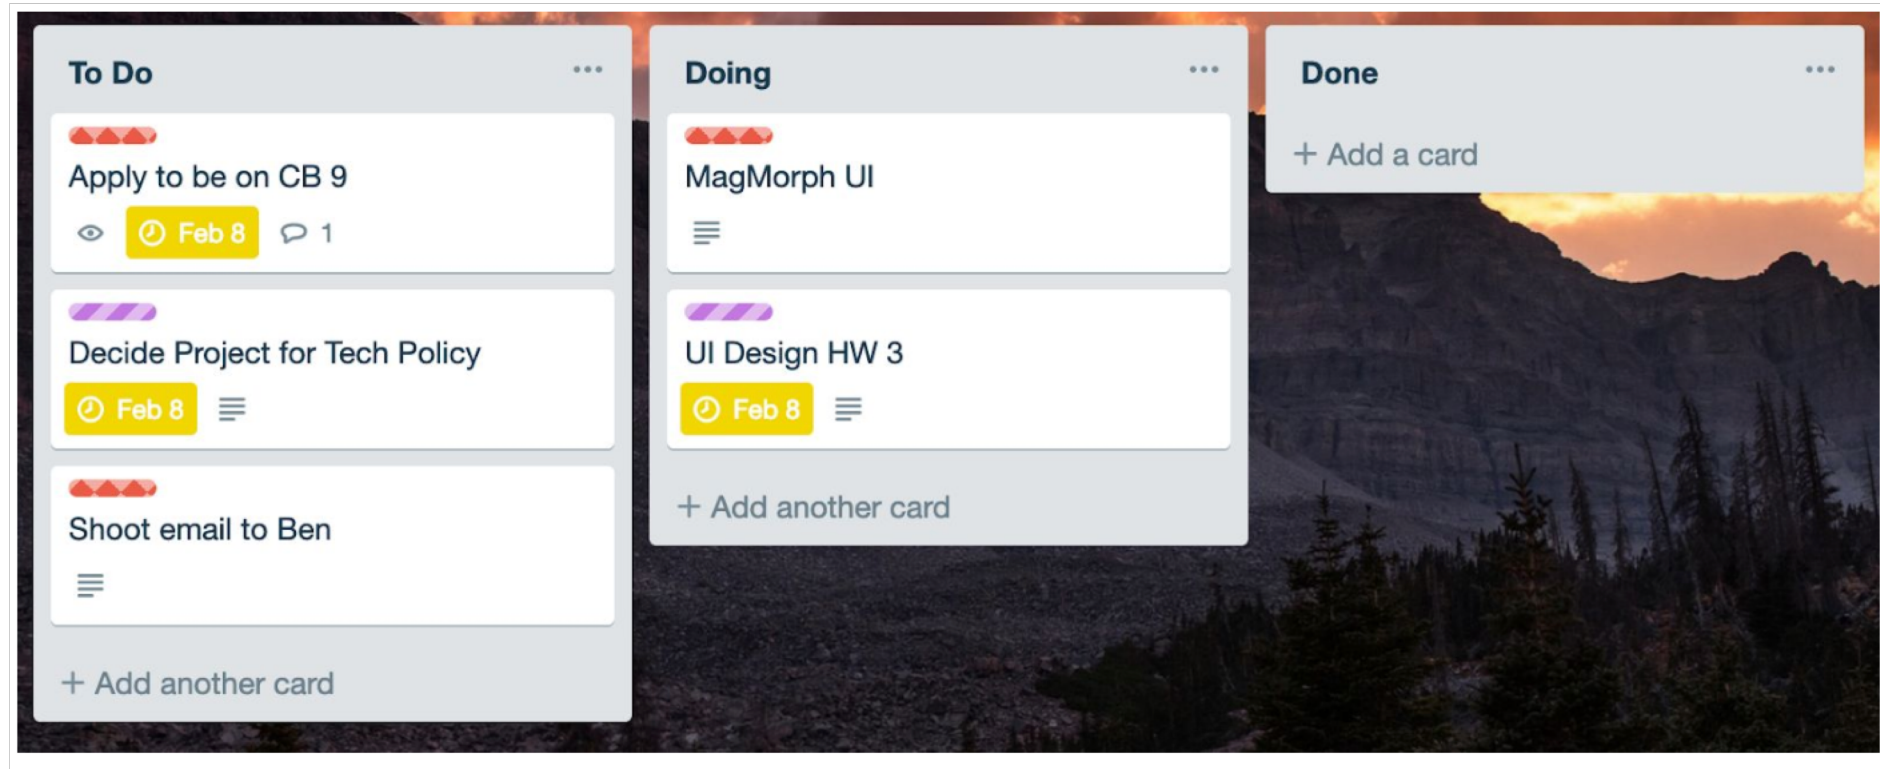 To Do
Apply to be on CB 9
Feb 8 1
Decide Project for Tech Policy
Feb 8
Shoot email to Ben
+ Add another card
Doing
MagMorph UI
UI Design HW 3
Feb 8
+ Add another card
Done
+ Add a card